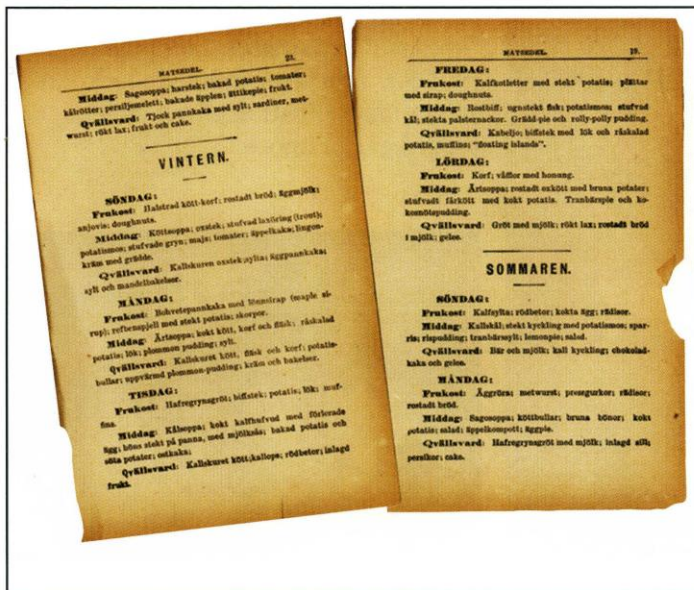 MATSEDEL. 23.
Middag: Sagosoppa; harstek; bakad potatis; tomater;
kålrötter; persiljemelett; bakade äpplen; ättikepie; frukt.
Qvällsvard: Tjock pannkaka med sylt; sardiner, met-
wurst; rökt lax; frukt och cake.
VINTERN.
SÖNDAG:
Frukost: Halstrad kött-korf; rostadt bröd; äggmjölk;
anjovis; doughnuts.
Middag: Köttsoppa; oxstek; stufvad laxöring (trout);
potatismos; stufvade gryn; majs; tomater; äppelkaka; lingon-
kräm med grädde.
Qvällsvard: Kallskuren oxstek; sylta; äggpannkaka;
sylt och mandelbakelser.
MÅNDAG:
Frukost: Bohvetepannkaka med lönnsirap (maple si-
rup); refbenspjell med stekt potatis; skorpor.
Middag: Ärtsoppa; kokt kött, korf och fläsk; råskalad
potatis; lök; plommon pudding; sylt.
Qvällsvard: Kallskuret kött, fläsk och korf; potatis-
bullar; uppvärmd plommon-pudding; kräm och bakelser.
TISDAG:
Frukost: Hafregrynsgröt; biffstek; potatis; lök; muf-
fins.
Middag: Kålsoppa; kokt kalfhufvud med förlorade
ägg; höns stekt på panna, med mjölksås; bakad potatis och
söta potater; ostkaka;
Qvällsvard: Kallskuret kött; kallops; rödbetor; inlagd
frukt.
MATSEDEL. 19.
FREDAG:
Frukost: Kalfkotletter med stekt potatis; plättar
med sirap; doughnuts.
Middag: Rostbiff; ugnstekt fisk; potatismos; stufvad
kål; stekta palsternackor. Grädd-pie och rolly-polly pudding.
Qvällsvard: Kabeljo; biffstek med lök och råskalad
potatis, muffins; "floating islands".
LÖRDAG:
Frukost: Korf; våfflor med honung.
Middag: Ärtsoppa; rostadt oxkött med bruna potater;
stufvadt fårkött med kokt potatis. Tranbärspie och ko-
kosnötspudding.
Qvällsvard: Gröt med mjölk; rökt lax; rostadt bröd
i mjölk; gelee.
SOMMAREN.
SÖNDAG:
Frukost: Kalfsylta; rödbetor; kokta ägg; rädisor.
Middag: Kallskål; stekt kyckling med potatismos; spar-
ris; rispudding; tranbärsylt; lemonpie; salad.
Qvällsvard: Bär och mjölk; kall kyckling; chokolad-
kaka och gelee.
MÅNDAG:
Frukost: Äggröra; metwurst; pressgurkor; rädisor;
rostadt bröd.
Middag: Sagosoppa; köttbullar; bruna bönor; kokt
potatis; salad; äppelkompott; äggpie.
Qvällsvard: Hafregrynsgröt med mjölk; inlagd sill;
persikor; cake.